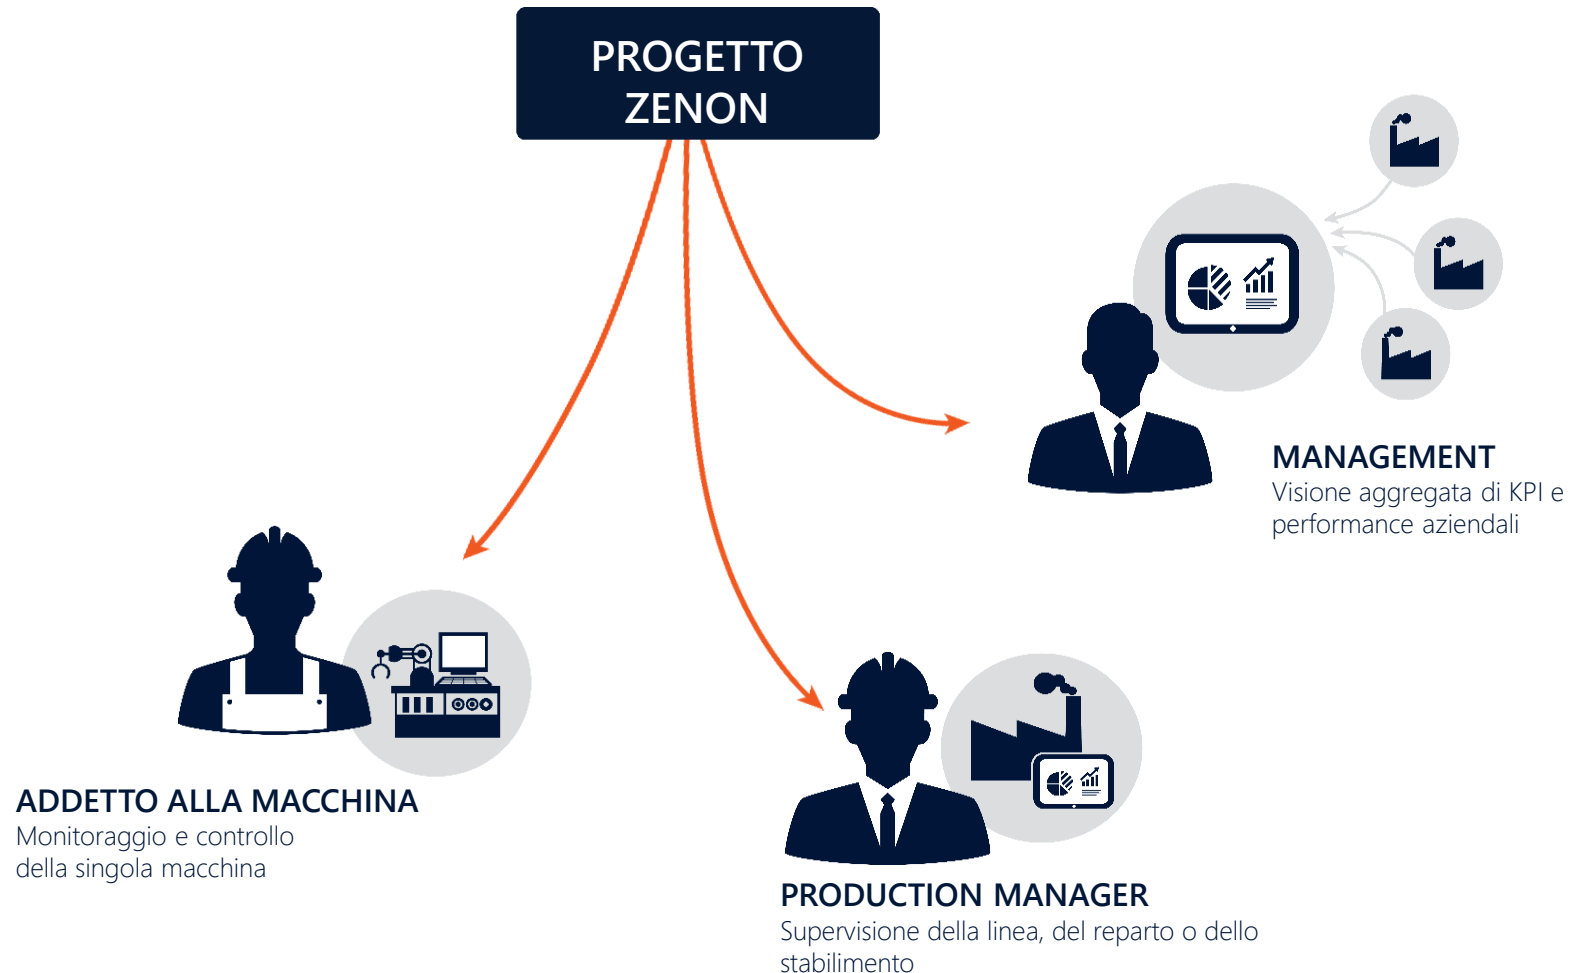 PROGETTO
ZENON
MANAGEMENT
Visione aggregata di KPI e
performance aziendali
ADDETTO ALLA MACCHINA
Monitoraggio e controllo
della singola macchina
PRODUCTION MANAGER
Supervisione della linea, del reparto o dello
stabilimento